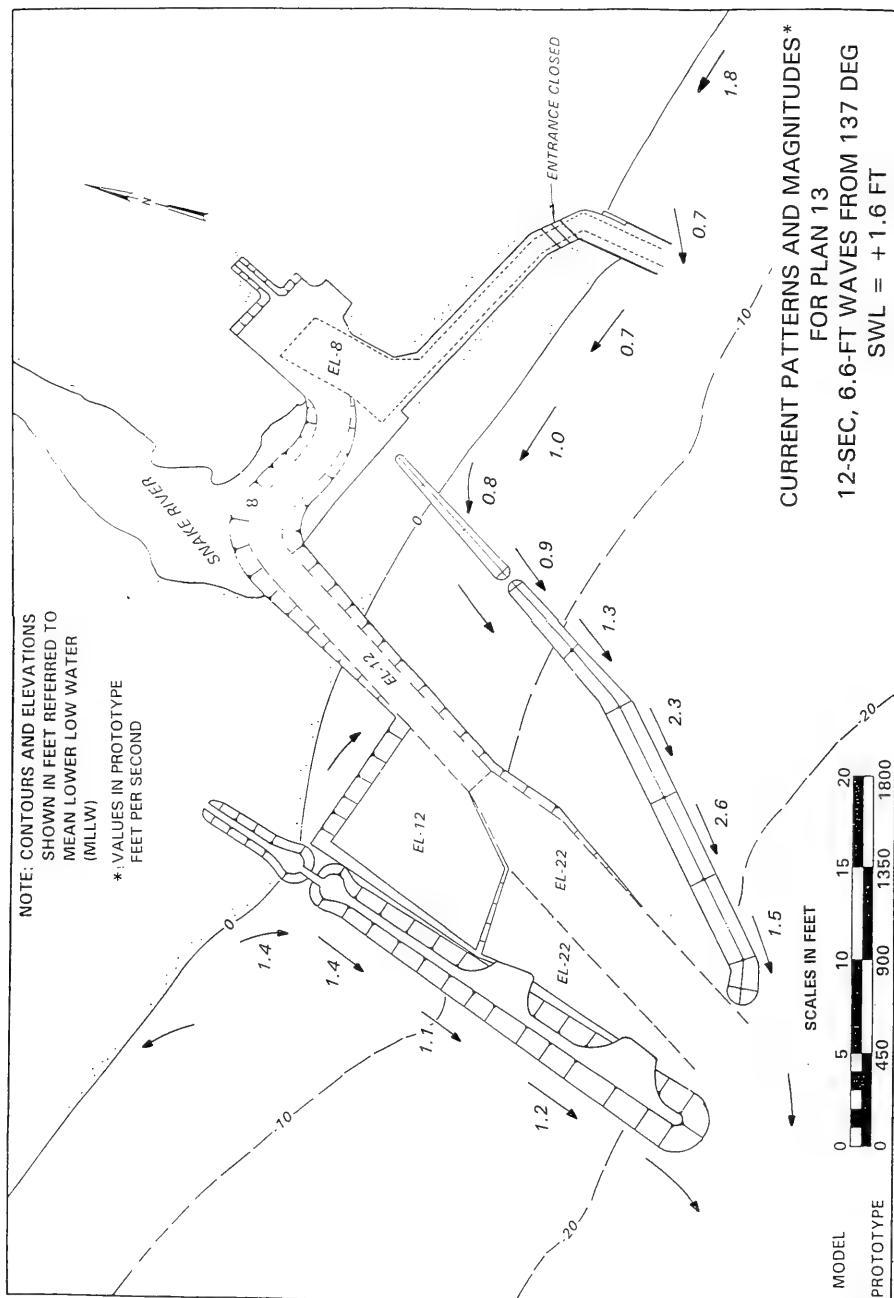 NOTE: CONTOURS AND ELEVATIONS
SHOWN IN FEET REFERRED TO
MEAN LOWER LOW WATER
(MLLW)
*: VALUES IN PROTOTYPE
FEET PER SECOND
SNAKE RIVER
N
8
EL-8
EL-12
EL-12
EL-22
EL-22
ENTRANCE CLOSED
0
0
-10
-10
-20
-20
1.4
1.4
1.1
1.2
0.8
0.9
1.3
2.3
2.6
1.5
1.0
0.7
0.7
1.8
CURRENT PATTERNS AND MAGNITUDES*
FOR PLAN 13
12-SEC, 6.6-FT WAVES FROM 137 DEG
SWL = +1.6 FT
SCALES IN FEET
MODEL 0 5 10 15 20
PROTOTYPE 0 450 900 1350 1800